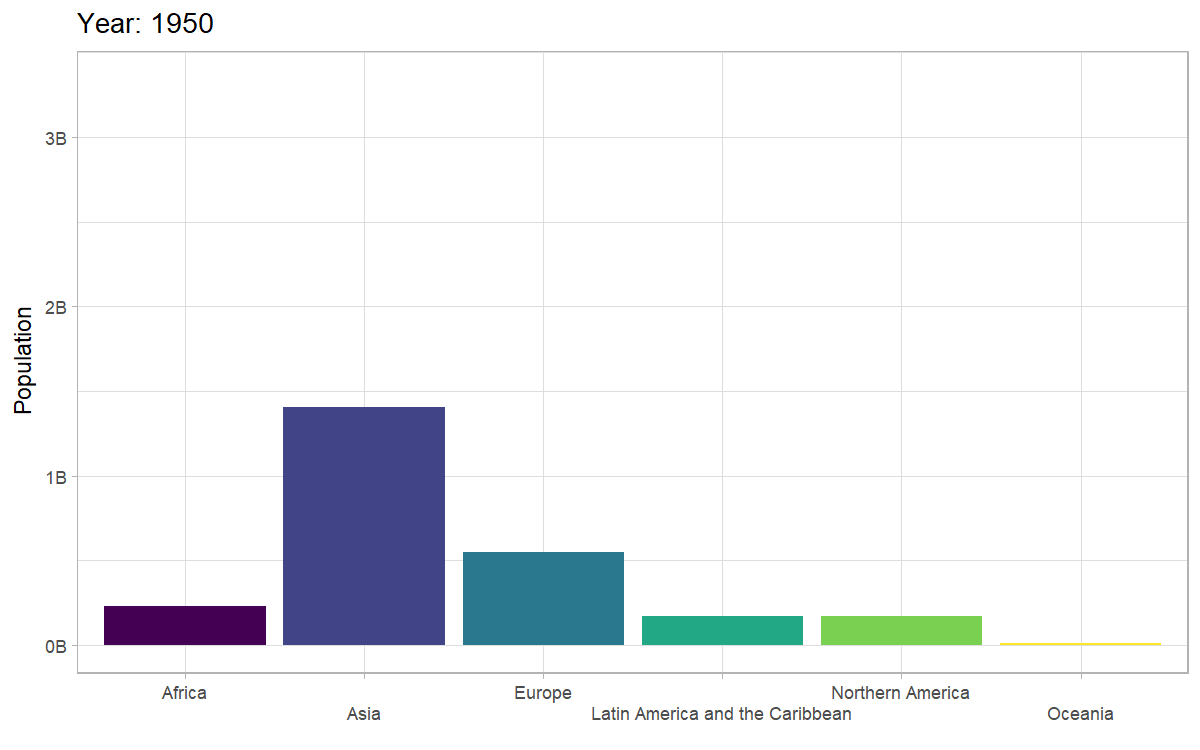 Year: 1950
3B
2B
1B
0B
Population
Africa
Asia
Europe
Latin America and the Caribbean
Northern America
Oceania